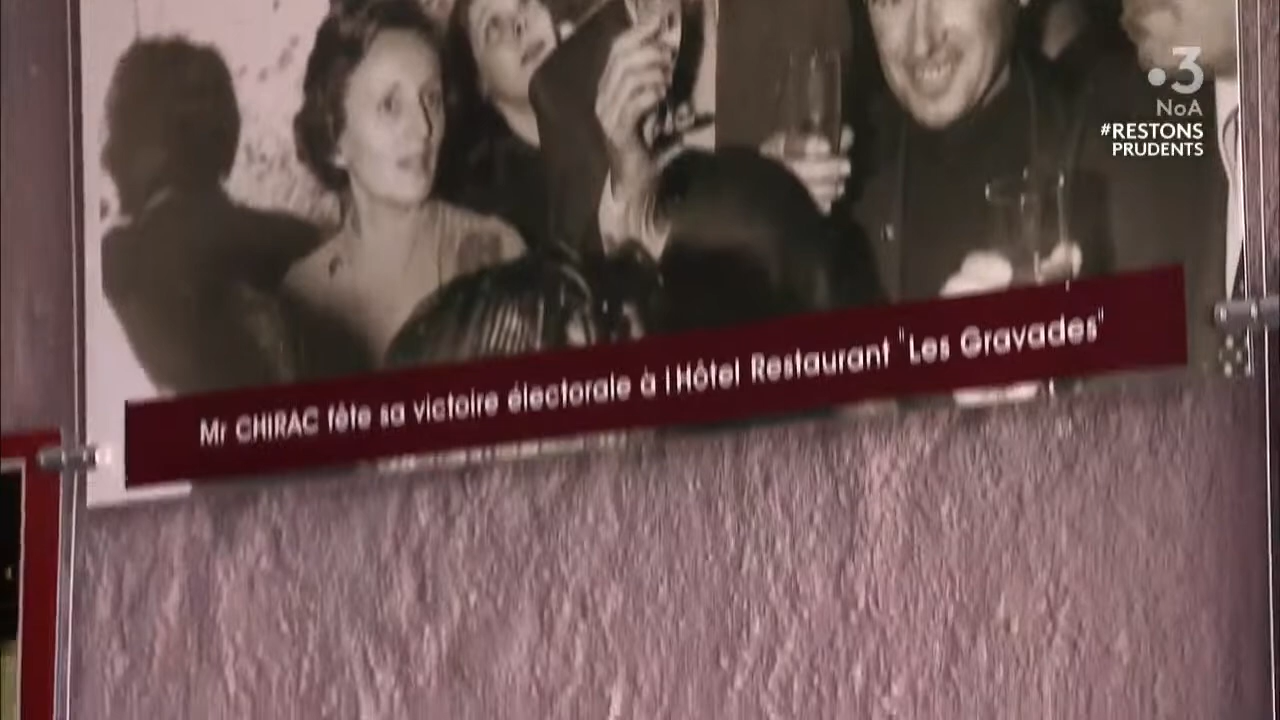 3
NoA
#RESTONS
PRUDENTS
Mr CHIRAC fête sa victoire électorale à l'Hôtel Restaurant "Les Gravades"